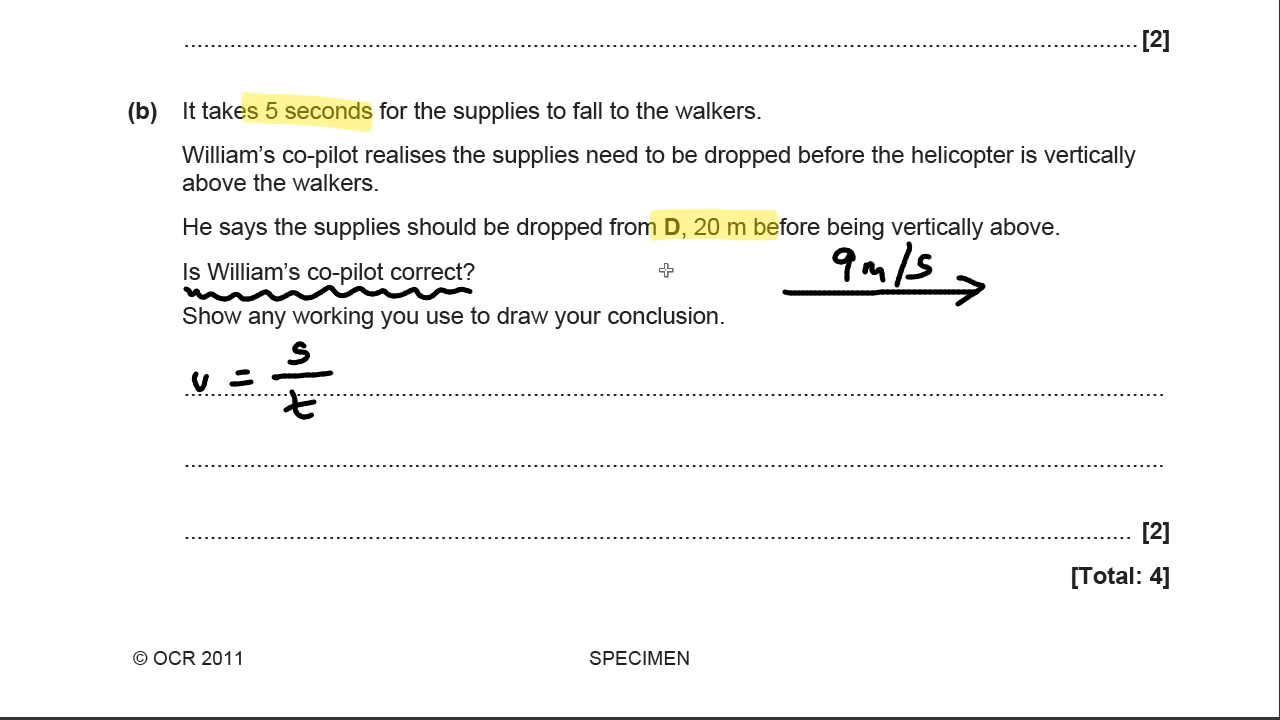 [2]
(b) It takes 5 seconds for the supplies to fall to the walkers.
William's co-pilot realises the supplies need to be dropped before the helicopter is vertically
above the walkers.
He says the supplies should be dropped from D, 20 m before being vertically above.
9m/s
Is William's co-pilot correct?
Show any working you use to draw your conclusion.
v = s/t
[2]
[Total: 4]
© OCR 2011 SPECIMEN